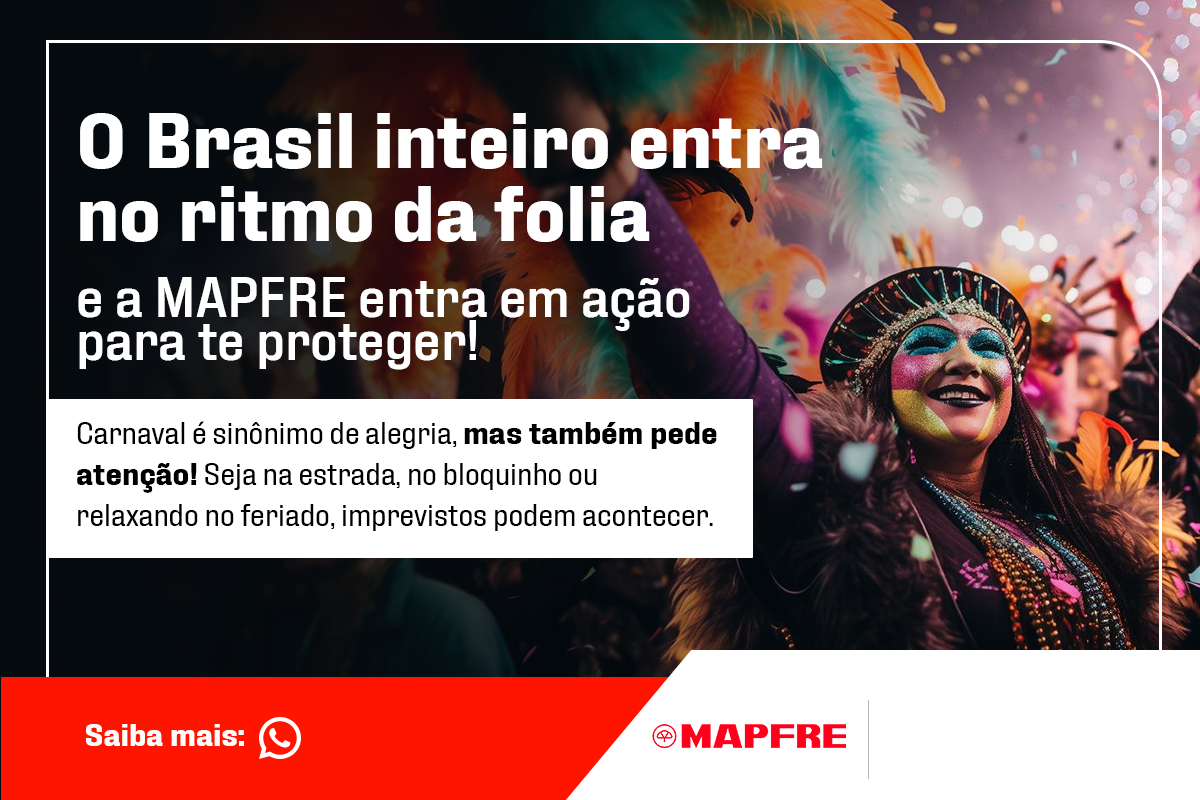 O Brasil inteiro entra
no ritmo da folia
e a MAPFRE entra em ação
para te proteger!
Carnaval é sinônimo de alegria, mas também pede
atenção! Seja na estrada, no bloquinho ou
relaxando no feriado, imprevistos podem acontecer.
Saiba mais:
MAPFRE